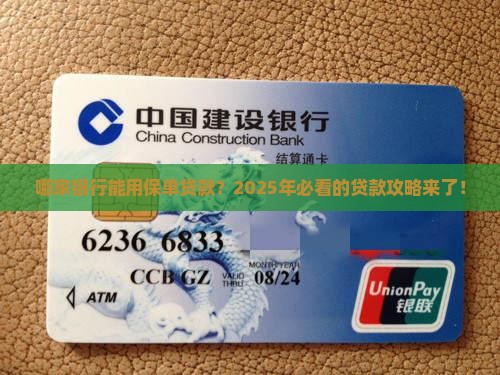 中国建设银行
China Construction Bank
结算通卡
哪家银行能用保单贷款？2025年必看的贷款攻略来了！
6236 6833
MONTH/YEAR
CCB GZ VALID THRU 08/24
ATM
UnionPay
银联